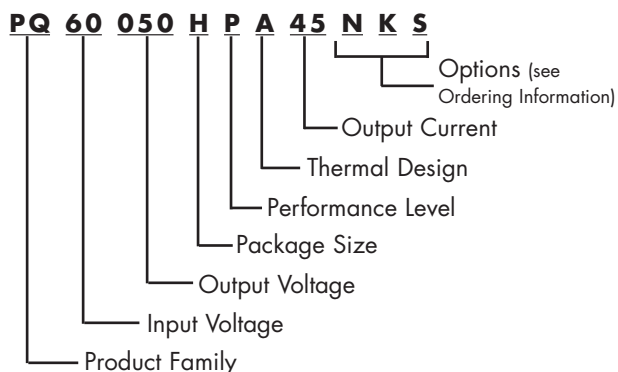 PQ 60 050 H P A 45 N K S
Options (see
Ordering Information)
Output Current
Thermal Design
Performance Level
Package Size
Output Voltage
Input Voltage
Product Family